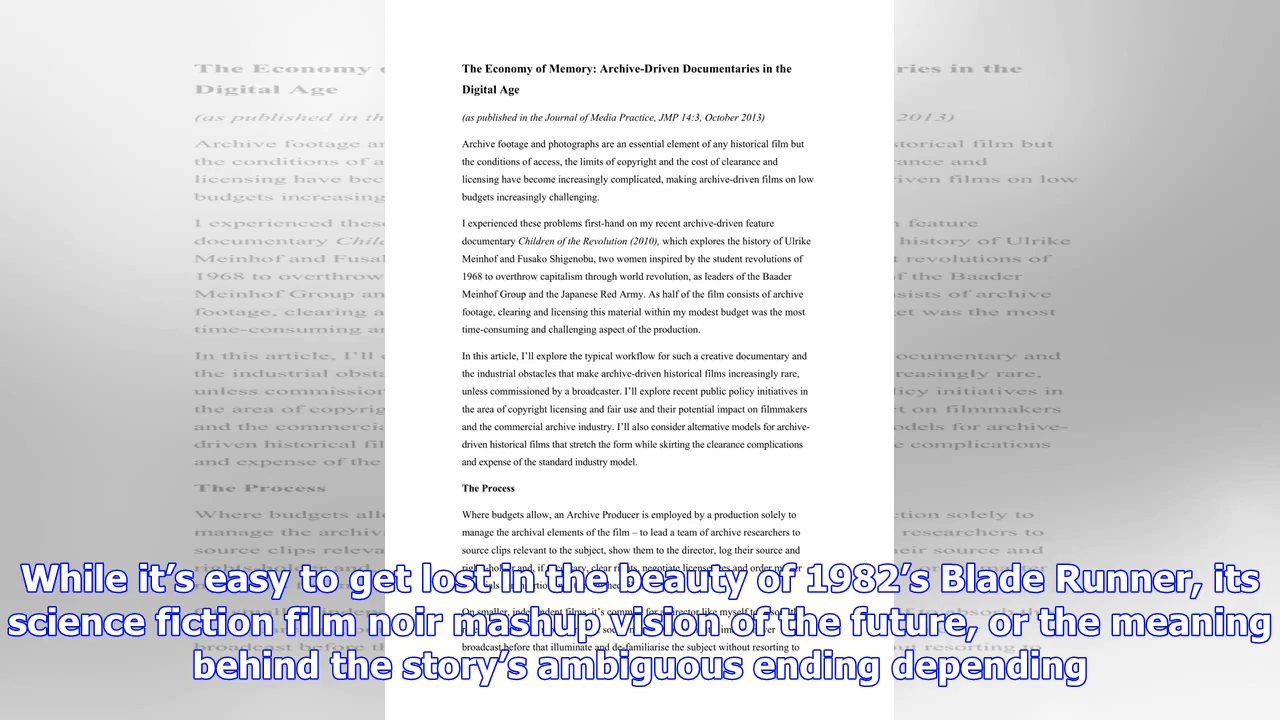 The Economy of Memory: Archive-Driven Documentaries in the
Digital Age
(as published in the Journal of Media Practice, JMP 14:3, October 2013)
Archive footage and photographs are an essential element of any historical film but
the conditions of access, the limits of copyright and the cost of clearance and
licensing have become increasingly complicated, making archive-driven films on low
budgets increasingly challenging.
I experienced these problems first-hand on my recent archive-driven feature
documentary Children of the Revolution (2010), which explores the history of Ulrike
Meinhof and Fusako Shigenobu, two women inspired by the student revolutions of
1968 to overthrow capitalism through world revolution, as leaders of the Baader
Meinhof Group and the Japanese Red Army. As half of the film consists of archive
footage, clearing and licensing this material within my modest budget was the most
time-consuming and challenging aspect of the production.
In this article, I’ll explore the typical workflow for such a creative documentary and
the industrial obstacles that make archive-driven historical films increasingly rare,
unless commissioned by a broadcaster. I’ll explore recent public policy initiatives in
the area of copyright licensing and fair use and their potential impact on filmmakers
and the commercial archive industry. I’ll also consider alternative models for archive-
driven historical films that stretch the form while skirting the clearance complications
and expense of the standard industry model.
The Process
Where budgets allow, an Archive Producer is employed by a production solely to
manage the archival elements of the film – to lead a team of archive researchers to
source clips relevant to the subject, show them to the director, log their source and
While it’s easy to get lost in the beauty of 1982’s Blade Runner, its
science fiction film noir mashup vision of the future, or the meaning
behind the story’s ambiguous ending depending
broadcast before that illuminate and de-familiarise the subject without resorting to